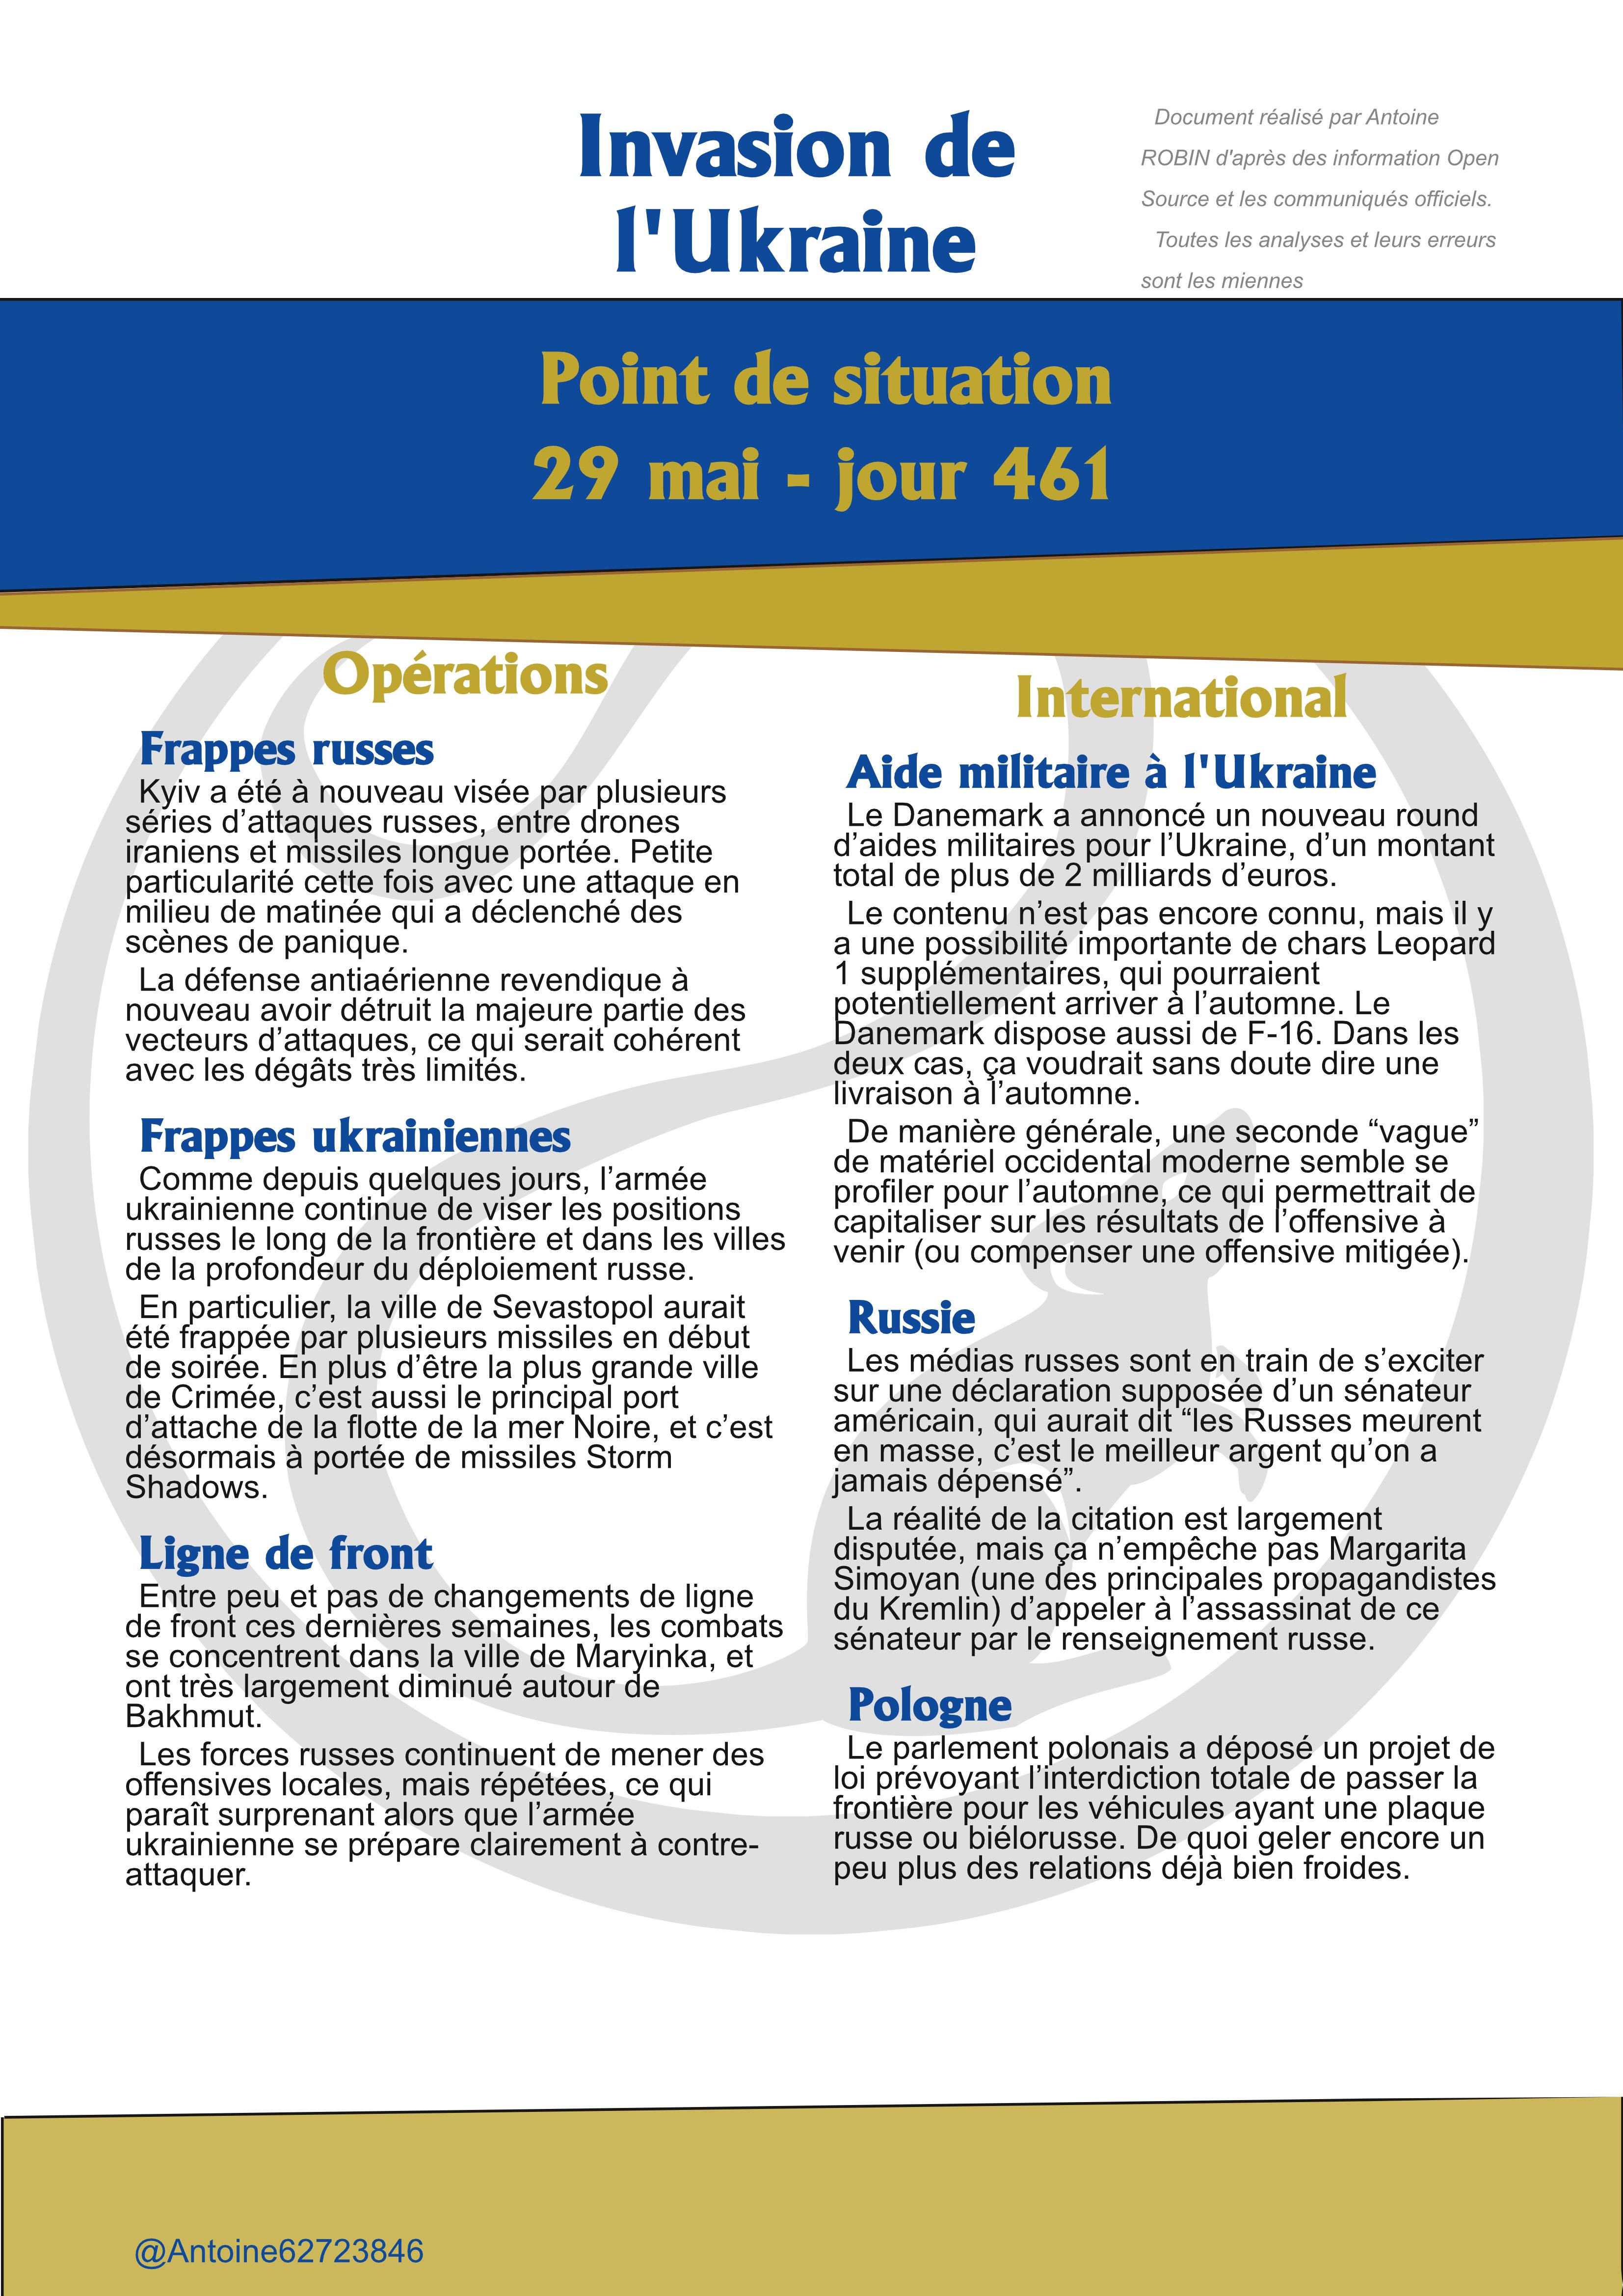 Invasion de
l'Ukraine
Document réalisé par Antoine
ROBIN d'après des information Open
Source et les communiqués officiels.
Toutes les analyses et leurs erreurs
sont les miennes
Point de situation
29 mai - jour 461
Opérations
Frappes russes
Kyiv a été à nouveau visée par plusieurs
séries d’attaques russes, entre drones
iraniens et missiles longue portée. Petite
particularité cette fois avec une attaque en
milieu de matinée qui a déclenché des
scènes de panique.
La défense antiaérienne revendique à
nouveau avoir détruit la majeure partie des
vecteurs d’attaques, ce qui serait cohérent
avec les dégâts très limités.
Frappes ukrainiennes
Comme depuis quelques jours, l’armée
ukrainienne continue de viser les positions
russes le long de la frontière et dans les villes
de la profondeur du déploiement russe.
En particulier, la ville de Sevastopol aurait
été frappée par plusieurs missiles en début
de soirée. En plus d’être la plus grande ville
de Crimée, c’est aussi le principal port
d’attache de la flotte de la mer Noire, et c’est
désormais à portée de missiles Storm
Shadows.
Ligne de front
Entre peu et pas de changements de ligne
de front ces dernières semaines, les combats
se concentrent dans la ville de Maryinka, et
ont très largement diminué autour de
Bakhmut.
Les forces russes continuent de mener des
offensives locales, mais répétées, ce qui
paraît surprenant alors que l’armée
ukrainienne se prépare clairement à contre-
attaquer.
International
Aide militaire à l'Ukraine
Le Danemark a annoncé un nouveau round
d’aides militaires pour l’Ukraine, d’un montant
total de plus de 2 milliards d’euros.
Le contenu n’est pas encore connu, mais il y
a une possibilité importante de chars Leopard
1 supplémentaires, qui pourraient
potentiellement arriver à l’automne. Le
Danemark dispose aussi de F-16. Dans les
deux cas, ça voudrait sans doute dire une
livraison à l’automne.
De manière générale, une seconde “vague”
de matériel occidental moderne semble se
profiler pour l’automne, ce qui permettrait de
capitaliser sur les résultats de l’offensive à
venir (ou compenser une offensive mitigée).
Russie
Les médias russes sont en train de s’exciter
sur une déclaration supposée d’un sénateur
américain, qui aurait dit “les Russes meurent
en masse, c’est le meilleur argent qu’on a
jamais dépensé”.
La réalité de la citation est largement
disputée, mais ça n’empêche pas Margarita
Simoyan (une des principales propagandistes
du Kremlin) d’appeler à l’assassinat de ce
sénateur par le renseignement russe.
Pologne
Le parlement polonais a déposé un projet de
loi prévoyant l’interdiction totale de passer la
frontière pour les véhicules ayant une plaque
russe ou biélorusse. De quoi geler encore un
peu plus des relations déjà bien froides.
@Antoine62723846